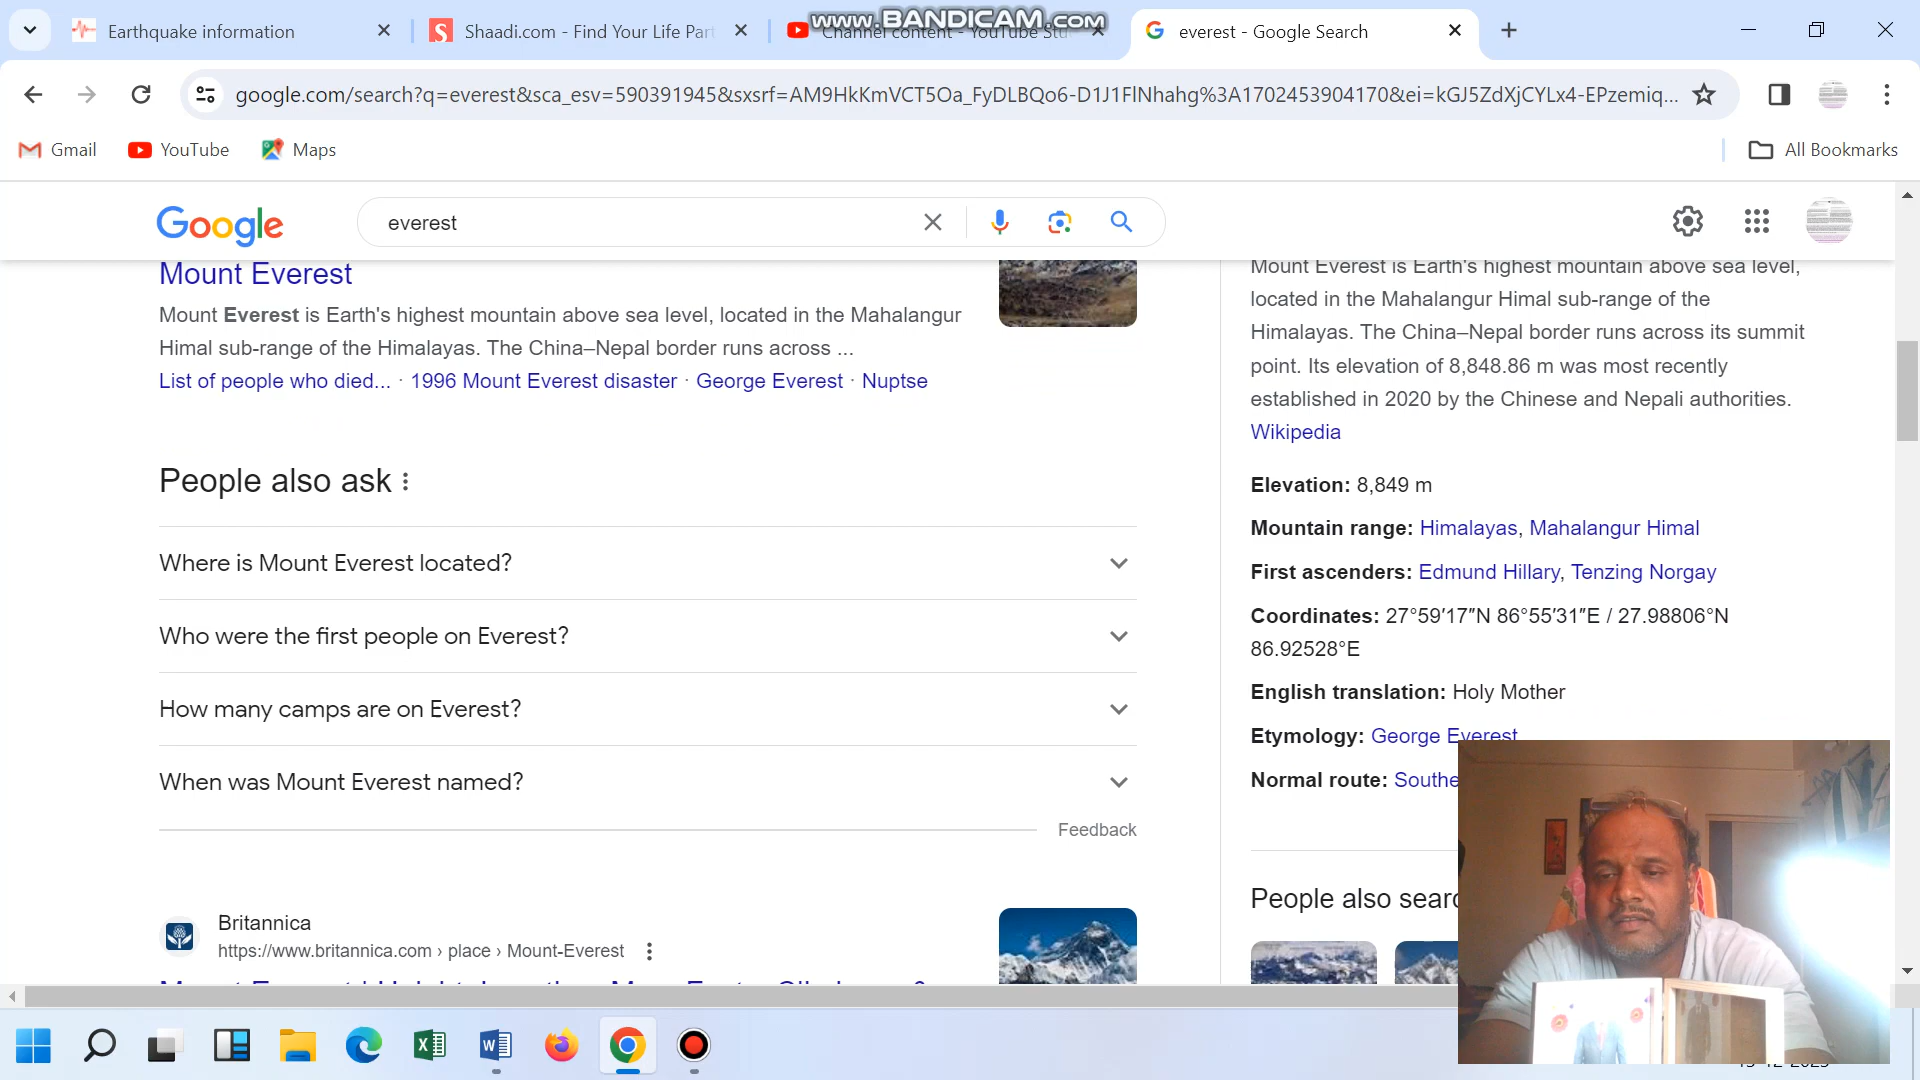 Earthquake information
Shaadi.com - Find Your Life Part
Channel content - YouTube Stu
www.BANDICAM.com
everest - Google Search
google.com/search?q=everest&sca_esv=590391945&sxsrf=AM9HkKmVCT5Oa_FyDLBQo6-D1J1FlNhahg%3A1702453904170&ei=kGJ5ZdXjCYLx4-EPzemiq...
Gmail
YouTube
Maps
All Bookmarks
Google
everest
Mount Everest
Mount Everest is Earth's highest mountain above sea level, located in the Mahalangur
Himal sub-range of the Himalayas. The China–Nepal border runs across ...
List of people who died... · 1996 Mount Everest disaster · George Everest · Nuptse
People also ask
Where is Mount Everest located?
Who were the first people on Everest?
How many camps are on Everest?
When was Mount Everest named?
Feedback
Britannica
https://www.britannica.com › place › Mount-Everest
Mount Everest is Earth's highest mountain above sea level,
located in the Mahalangur Himal sub-range of the
Himalayas. The China–Nepal border runs across its summit
point. Its elevation of 8,848.86 m was most recently
established in 2020 by the Chinese and Nepali authorities.
Wikipedia
Elevation: 8,849 m
Mountain range: Himalayas, Mahalangur Himal
First ascenders: Edmund Hillary, Tenzing Norgay
Coordinates: 27°59′17″N 86°55′31″E / 27.98806°N
86.92528°E
English translation: Holy Mother
Etymology: George Everest
Normal route: Southe
People also searc